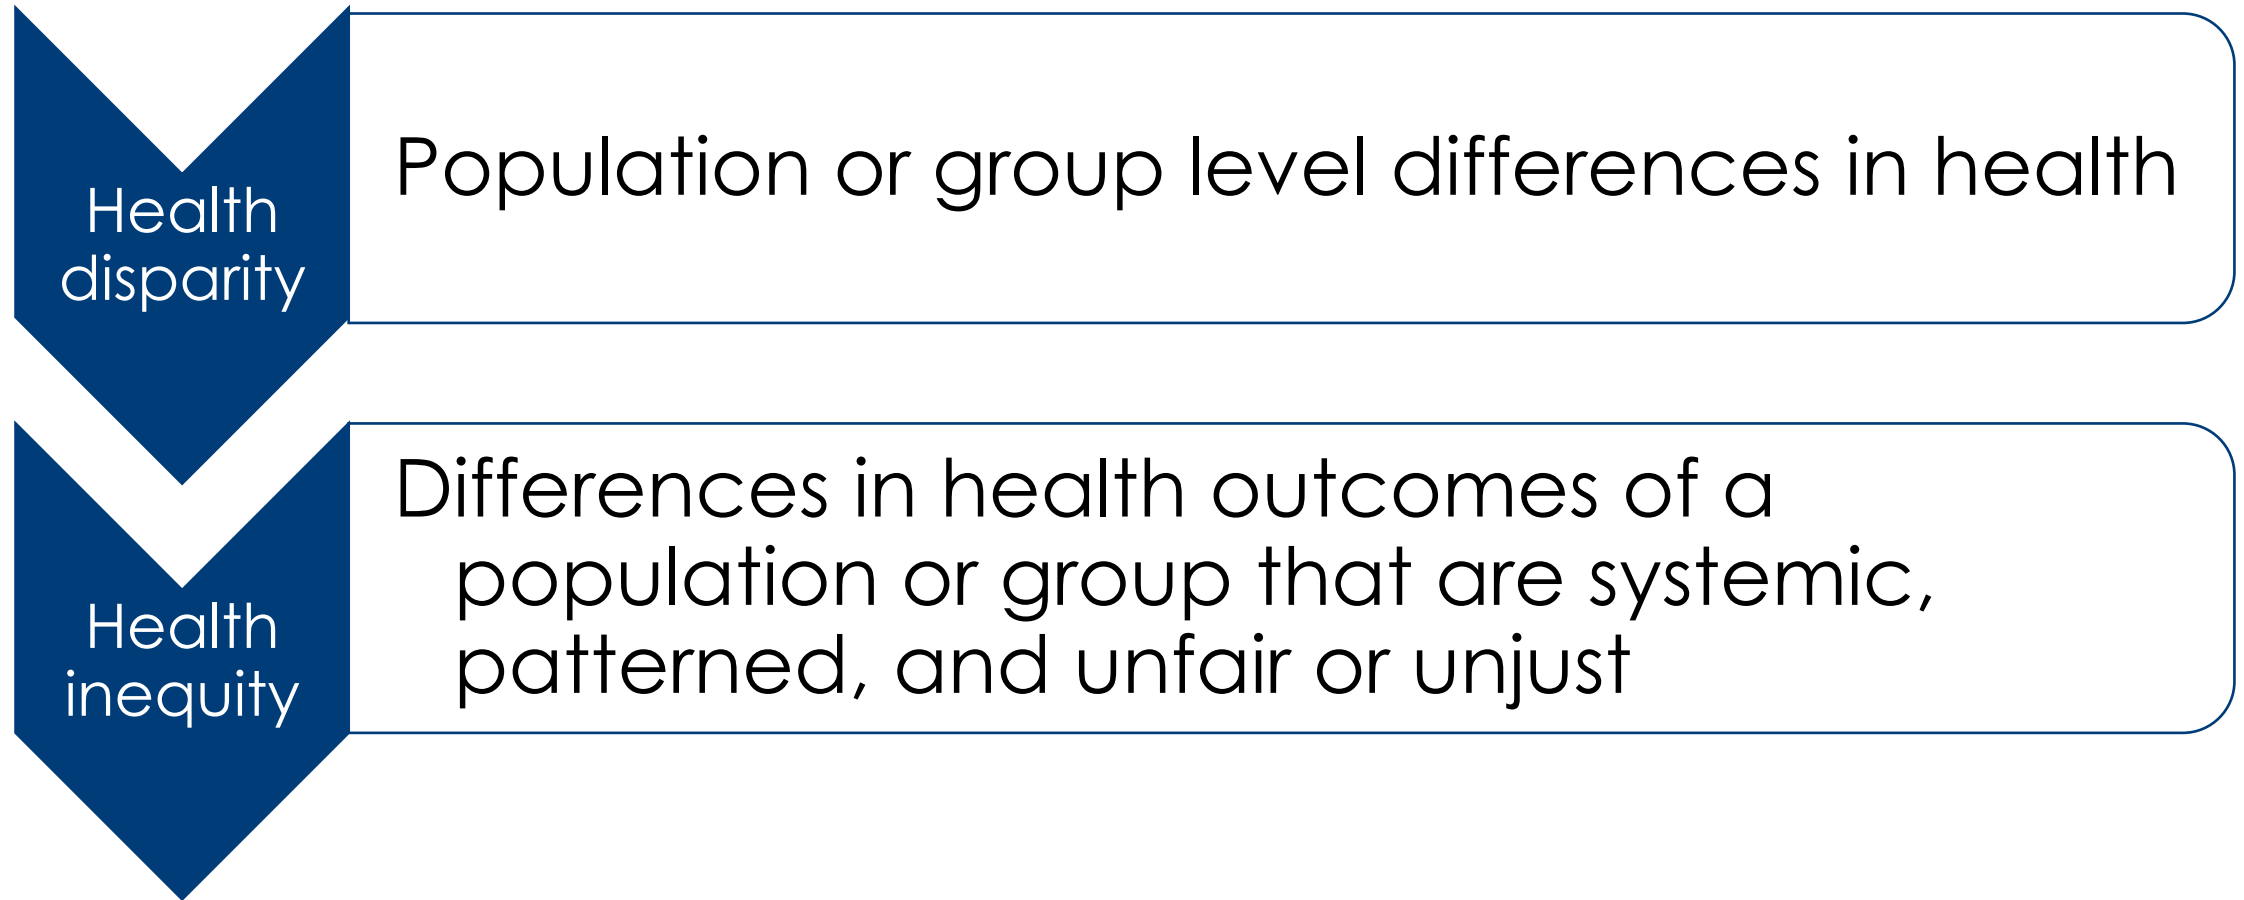 Health
disparity
Population or group level differences in health
Health
inequity
Differences in health outcomes of a
population or group that are systemic,
patterned, and unfair or unjust